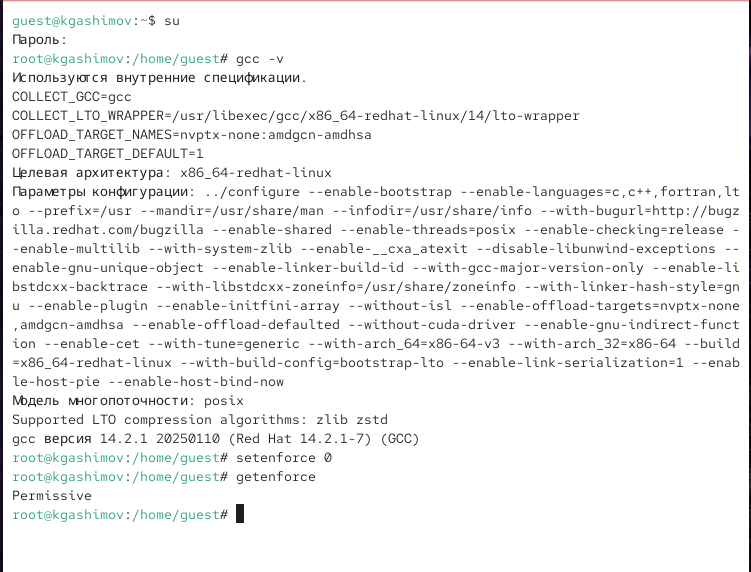 guest@kgashimov:~$ su
Пароль:
root@kgashimov:/home/guest# gcc -v
Используются внутренние спецификации.
COLLECT_GCC=gcc
COLLECT_LTO_WRAPPER=/usr/libexec/gcc/x86_64-redhat-linux/14/lto-wrapper
OFFLOAD_TARGET_NAMES=nvptx-none:amdgcn-amdhsa
OFFLOAD_TARGET_DEFAULT=1
Целевая архитектура: x86_64-redhat-linux
Параметры конфигурации: ../configure --enable-bootstrap --enable-languages=c,c++,fortran,lt
o --prefix=/usr --mandir=/usr/share/man --infodir=/usr/share/info --with-bugurl=http://bugz
illa.redhat.com/bugzilla --enable-shared --enable-threads=posix --enable-checking=release -
-enable-multilib --with-system-zlib --enable-__cxa_atexit --disable-libunwind-exceptions --
enable-gnu-unique-object --enable-linker-build-id --with-gcc-major-version-only --enable-li
bstdcxx-backtrace --with-libstdcxx-zoneinfo=/usr/share/zoneinfo --with-linker-hash-style=gn
u --enable-plugin --enable-initfini-array --without-isl --enable-offload-targets=nvptx-none
,amdgcn-amdhsa --enable-offload-defaulted --without-cuda-driver --enable-gnu-indirect-funct
ion --enable-cet --with-tune=generic --with-arch_64=x86-64-v3 --with-arch_32=x86-64 --build
=x86_64-redhat-linux --with-build-config=bootstrap-lto --enable-link-serialization=1 --enab
le-host-pie --enable-host-bind-now
Модель многопоточности: posix
Supported LTO compression algorithms: zlib zstd
gcc версия 14.2.1 20250110 (Red Hat 14.2.1-7) (GCC)
root@kgashimov:/home/guest# setenforce 0
root@kgashimov:/home/guest# getenforce
Permissive
root@kgashimov:/home/guest#